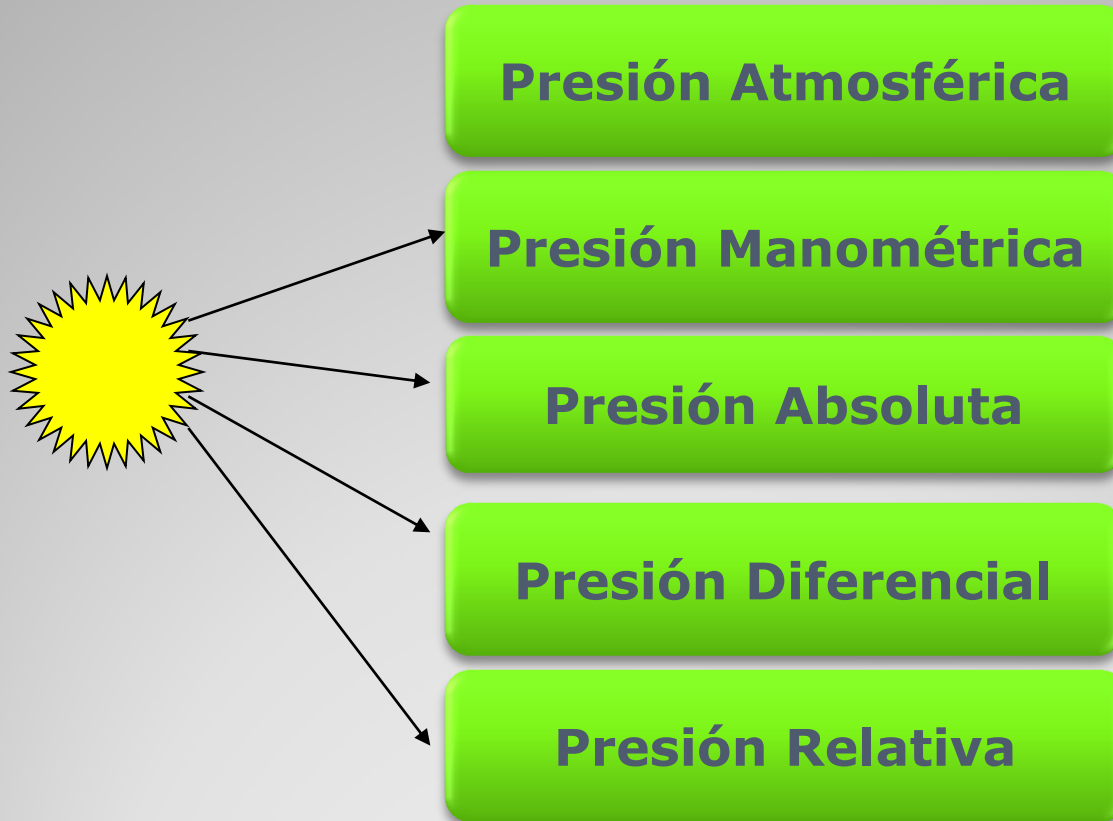 Presión Atmosférica
Presión Manométrica
Presión Absoluta
Presión Diferencial
Presión Relativa